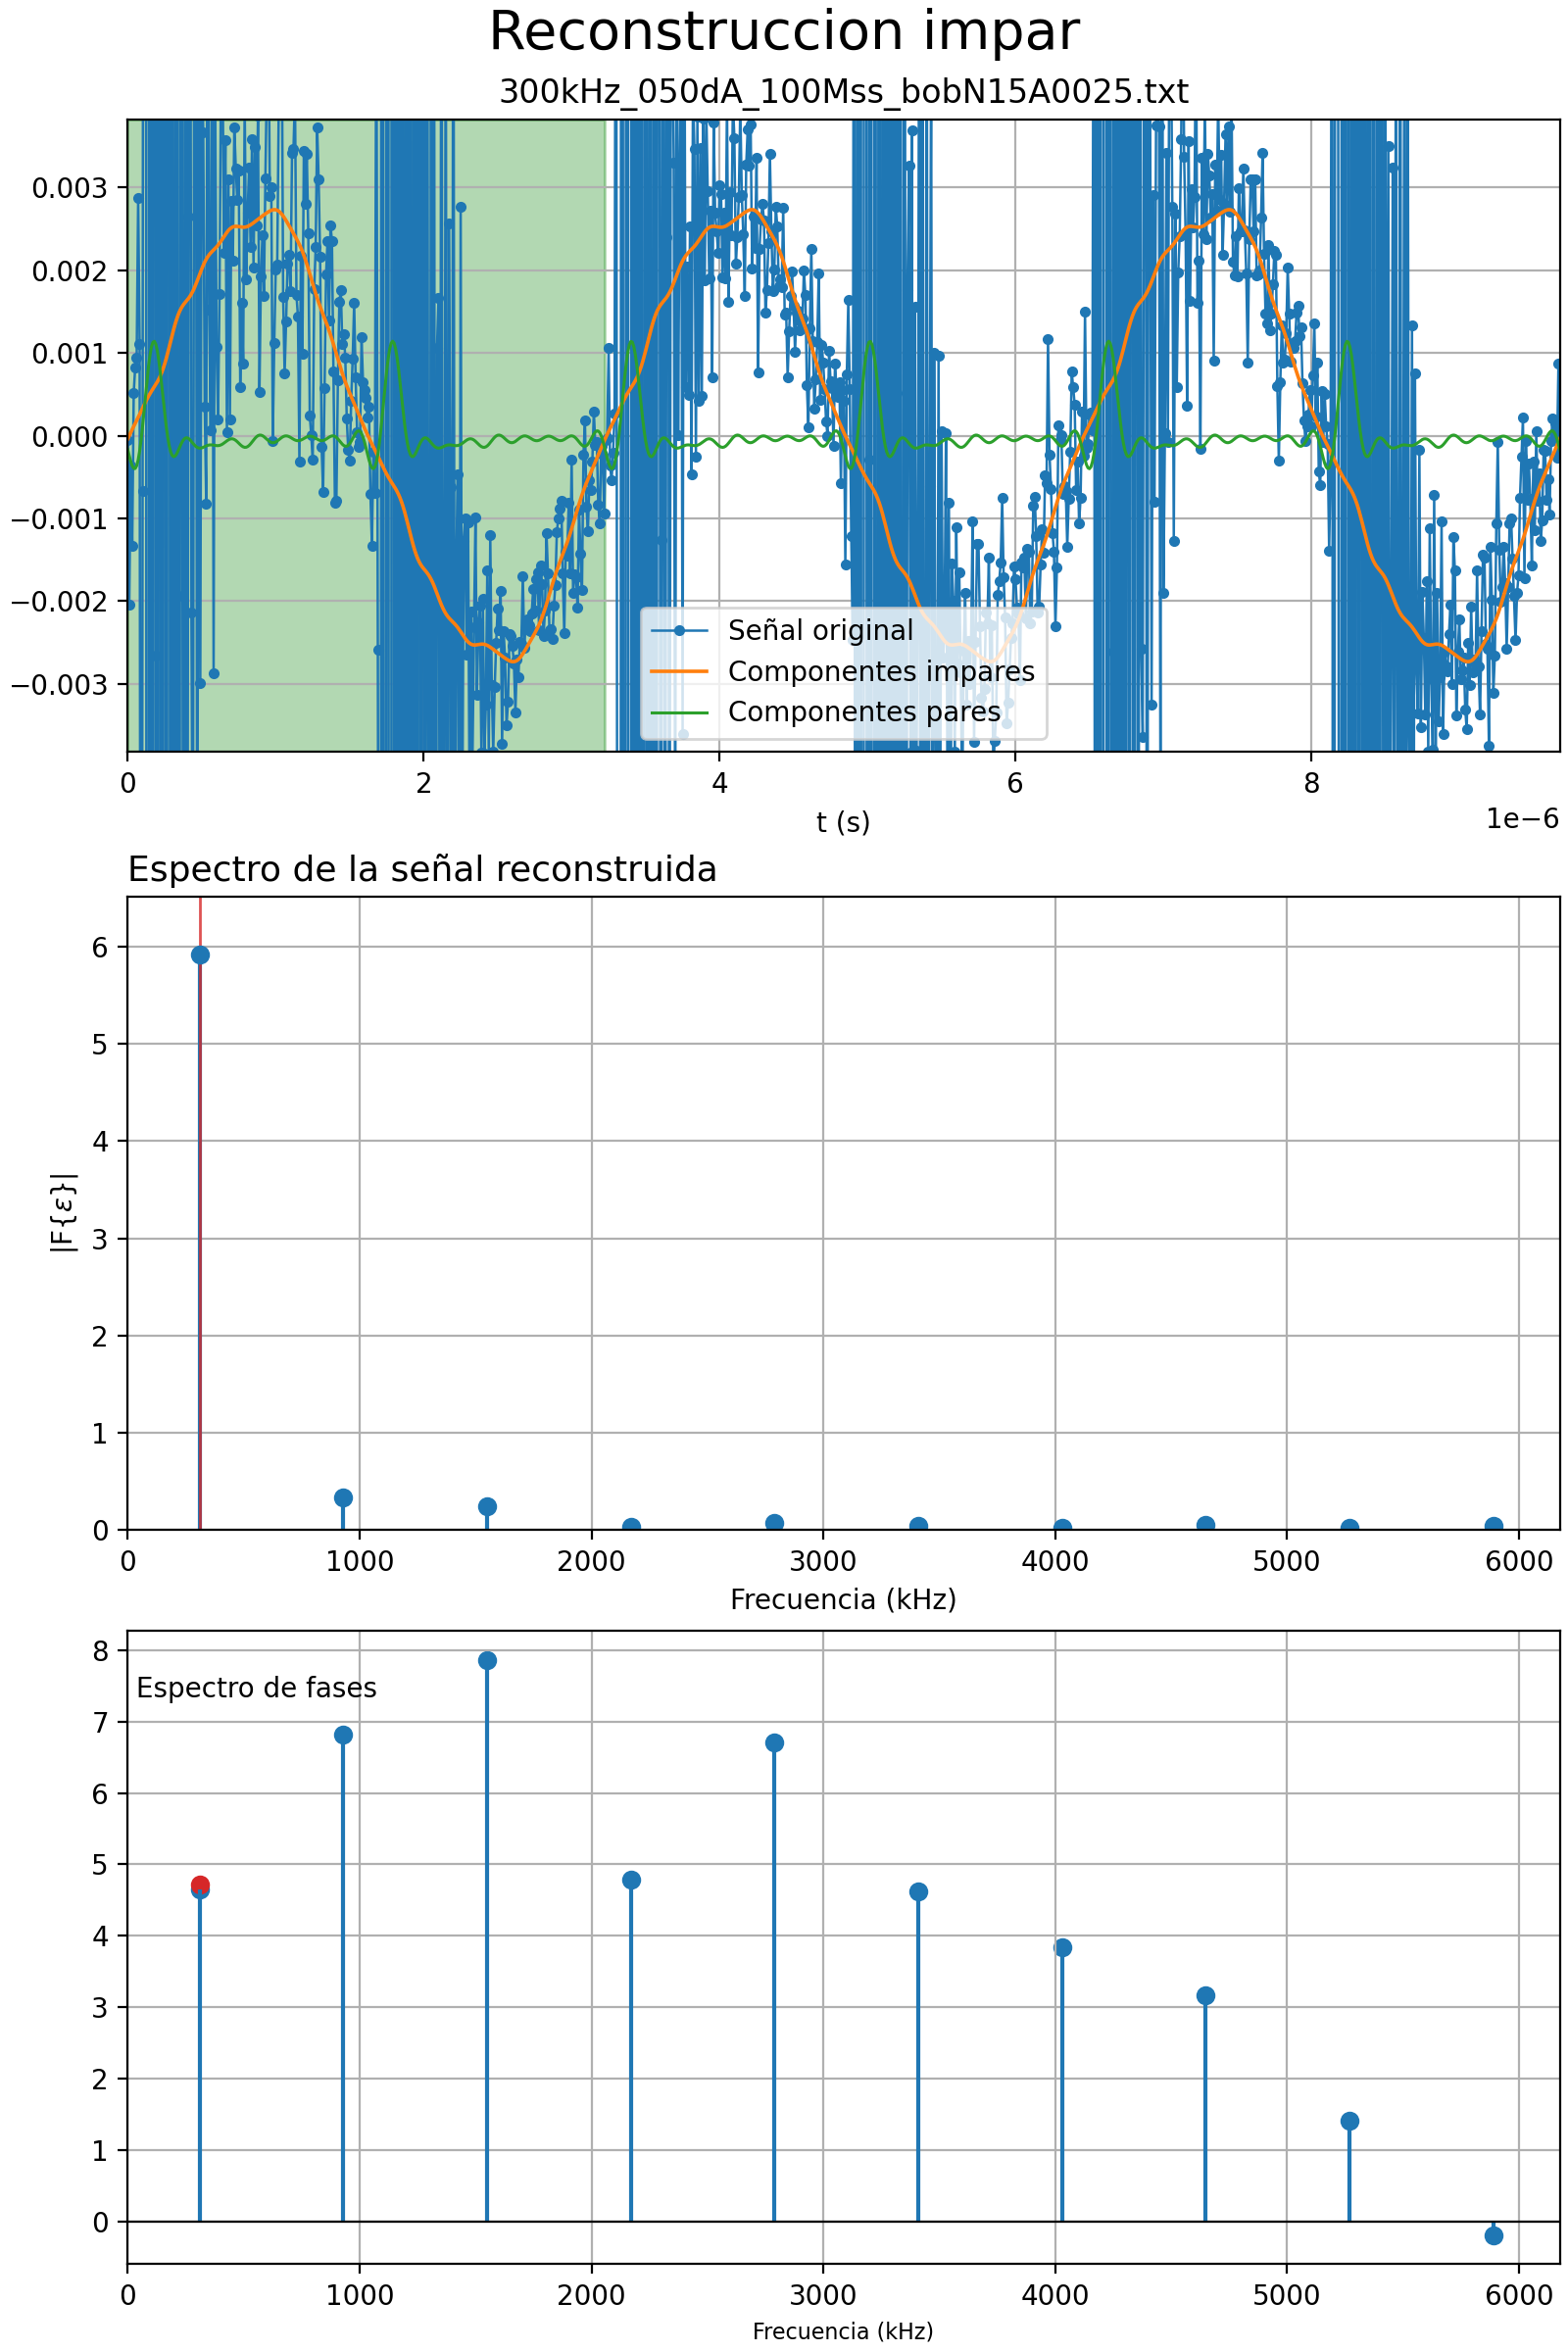 Reconstruccion impar
300kHz_050dA_100Mss_bobN15A0025.txt
0.003
0.002
0.001
0.000
−0.001
−0.002
−0.003
Señal original
Componentes impares
Componentes pares
0 2 4 6 8
1e−6
t (s)
Espectro de la señal reconstruida
6
5
4
3
2
1
0
|F{ε}|
0 1000 2000 3000 4000 5000 6000
Frecuencia (kHz)
Espectro de fases
8
7
6
5
4
3
2
1
0
0 1000 2000 3000 4000 5000 6000
Frecuencia (kHz)